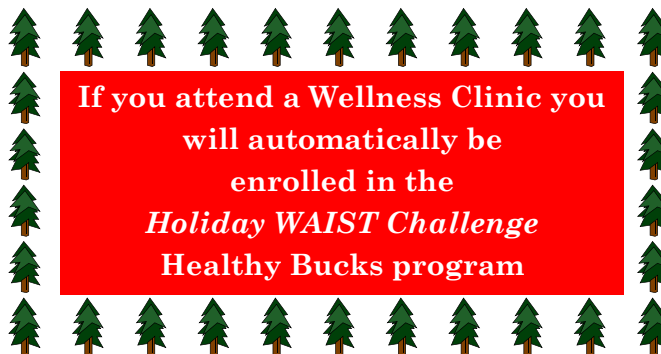 If you attend a Wellness Clinic you
will automatically be
enrolled in the
Holiday WAIST Challenge
Healthy Bucks program